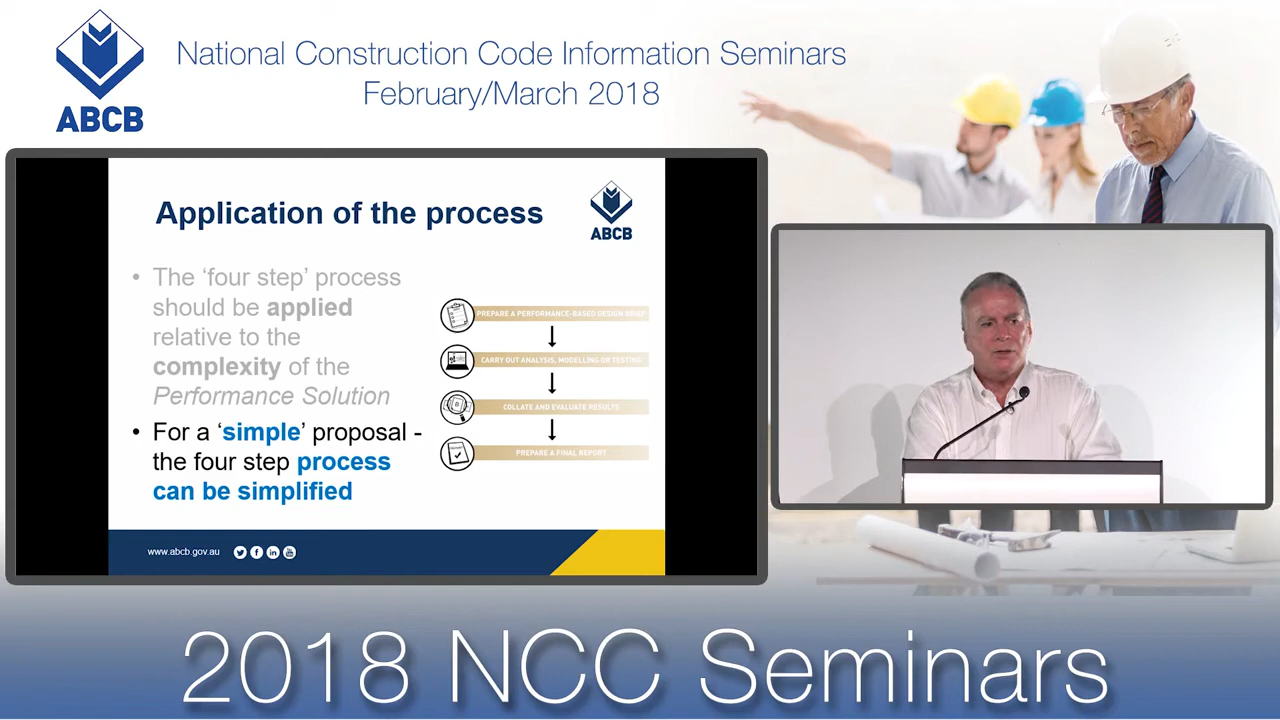 National Construction Code Information Seminars
February/March 2018
ABCB
Application of the process
ABCB
• The ‘four step’ process
should be applied
relative to the
complexity of the
Performance Solution
• For a ‘simple’ proposal -
the four step process
can be simplified
PREPARE A PERFORMANCE-BASED DESIGN BRIEF
CARRY OUT ANALYSIS, MODELLING OR TESTING
COLLATE AND EVALUATE RESULTS
PREPARE A FINAL REPORT
www.abcb.gov.au
2018 NCC Seminars